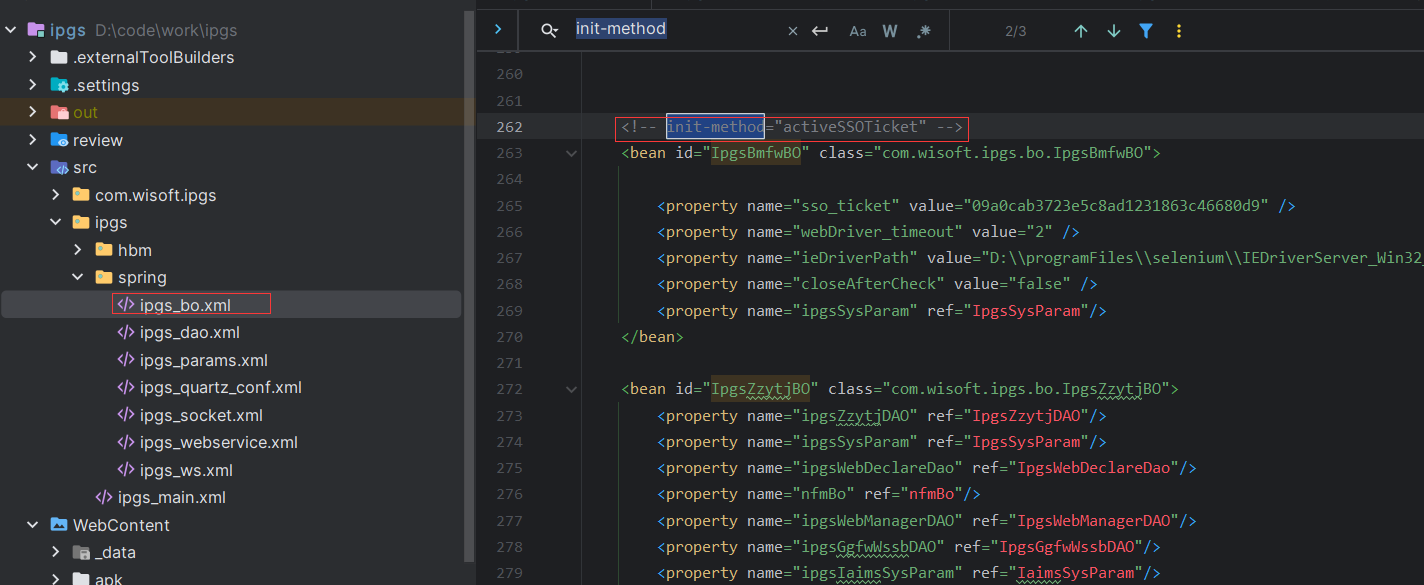 ipgs D:\code\work\ipgs
.externalToolBuilders
.settings
out
review
src
com.wisoft.ipgs
ipgs
hbm
spring
ipgs_bo.xml
ipgs_dao.xml
ipgs_params.xml
ipgs_quartz_conf.xml
ipgs_socket.xml
ipgs_webservice.xml
ipgs_ws.xml
ipgs_main.xml
WebContent
_data
apk
init-method
Aa W .* 2/3
260
261
262 <!-- init-method="activeSSOTicket" -->
263 <bean id="IpgsBmfwBO" class="com.wisoft.ipgs.bo.IpgsBmfwBO">
264
265 <property name="sso_ticket" value="09a0cab3723e5c8ad1231863c46680d9" />
266 <property name="webDriver_timeout" value="2" />
267 <property name="ieDriverPath" value="D:\\programFiles\\selenium\\IEDriverServer_Win32_
268 <property name="closeAfterCheck" value="false" />
269 <property name="ipgsSysParam" ref="IpgsSysParam"/>
270 </bean>
271
272 <bean id="IpgsZzytjBO" class="com.wisoft.ipgs.bo.IpgsZzytjBO">
273 <property name="ipgsZzytjDAO" ref="IpgsZzytjDAO"/>
274 <property name="ipgsSysParam" ref="IpgsSysParam"/>
275 <property name="ipgsWebDeclareDao" ref="IpgsWebDeclareDao"/>
276 <property name="nfmBo" ref="nfmBo"/>
277 <property name="ipgsWebManagerDAO" ref="IpgsWebManagerDAO"/>
278 <property name="ipgsGgfwWssbDAO" ref="IpgsGgfwWssbDAO"/>
279 <property name="ipgsIaimsSysParam" ref="IaimsSysParam"/>